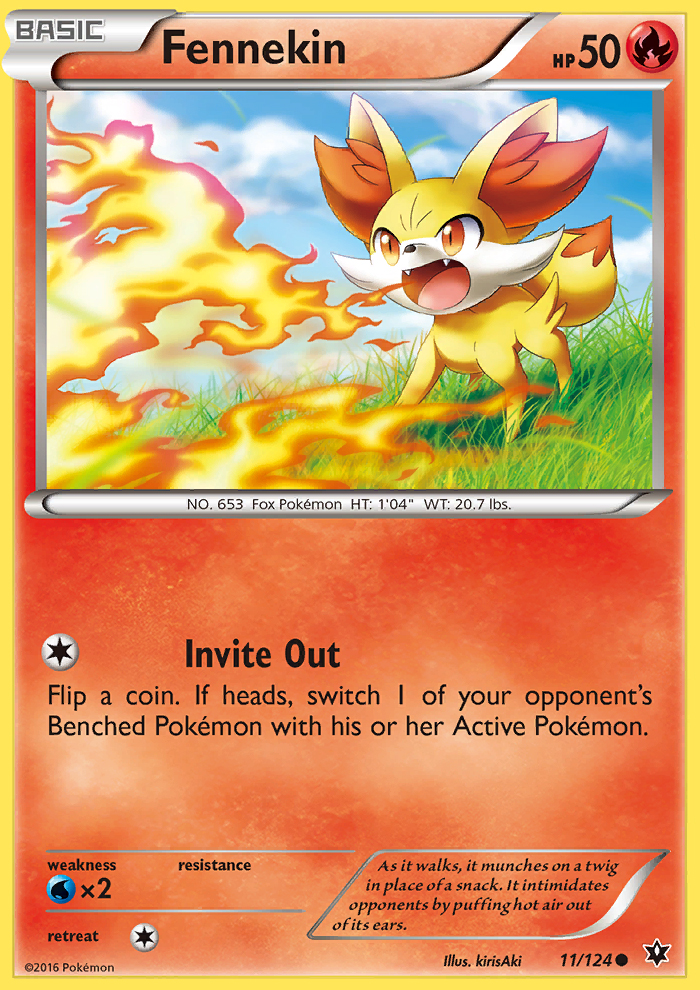 BASIC
Fennekin
HP50
NO. 653 Fox Pokémon HT: 1'04" WT: 20.7 lbs.
Invite Out
Flip a coin. If heads, switch 1 of your opponent's
Benched Pokémon with his or her Active Pokémon.
weakness resistance
×2
retreat
As it walks, it munches on a twig
in place of a snack. It intimidates
opponents by puffing hot air out
of its ears.
©2016 Pokémon
Illus. kirisAki
11/124